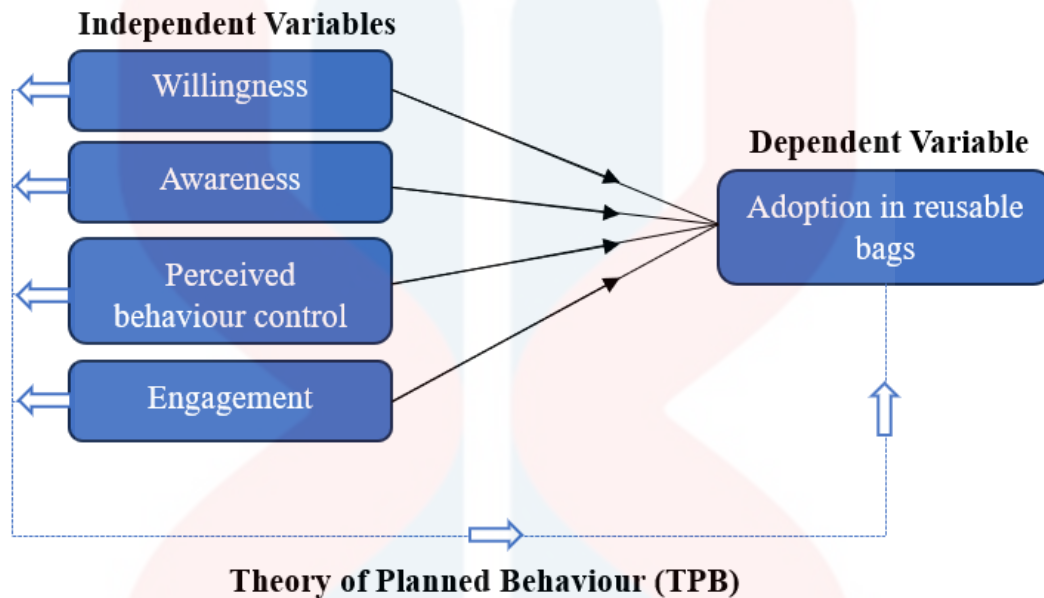 Independent Variables
Willingness
Awareness
Perceived
behaviour control
Engagement
Dependent Variable
Adoption in reusable
bags
Theory of Planned Behaviour (TPB)